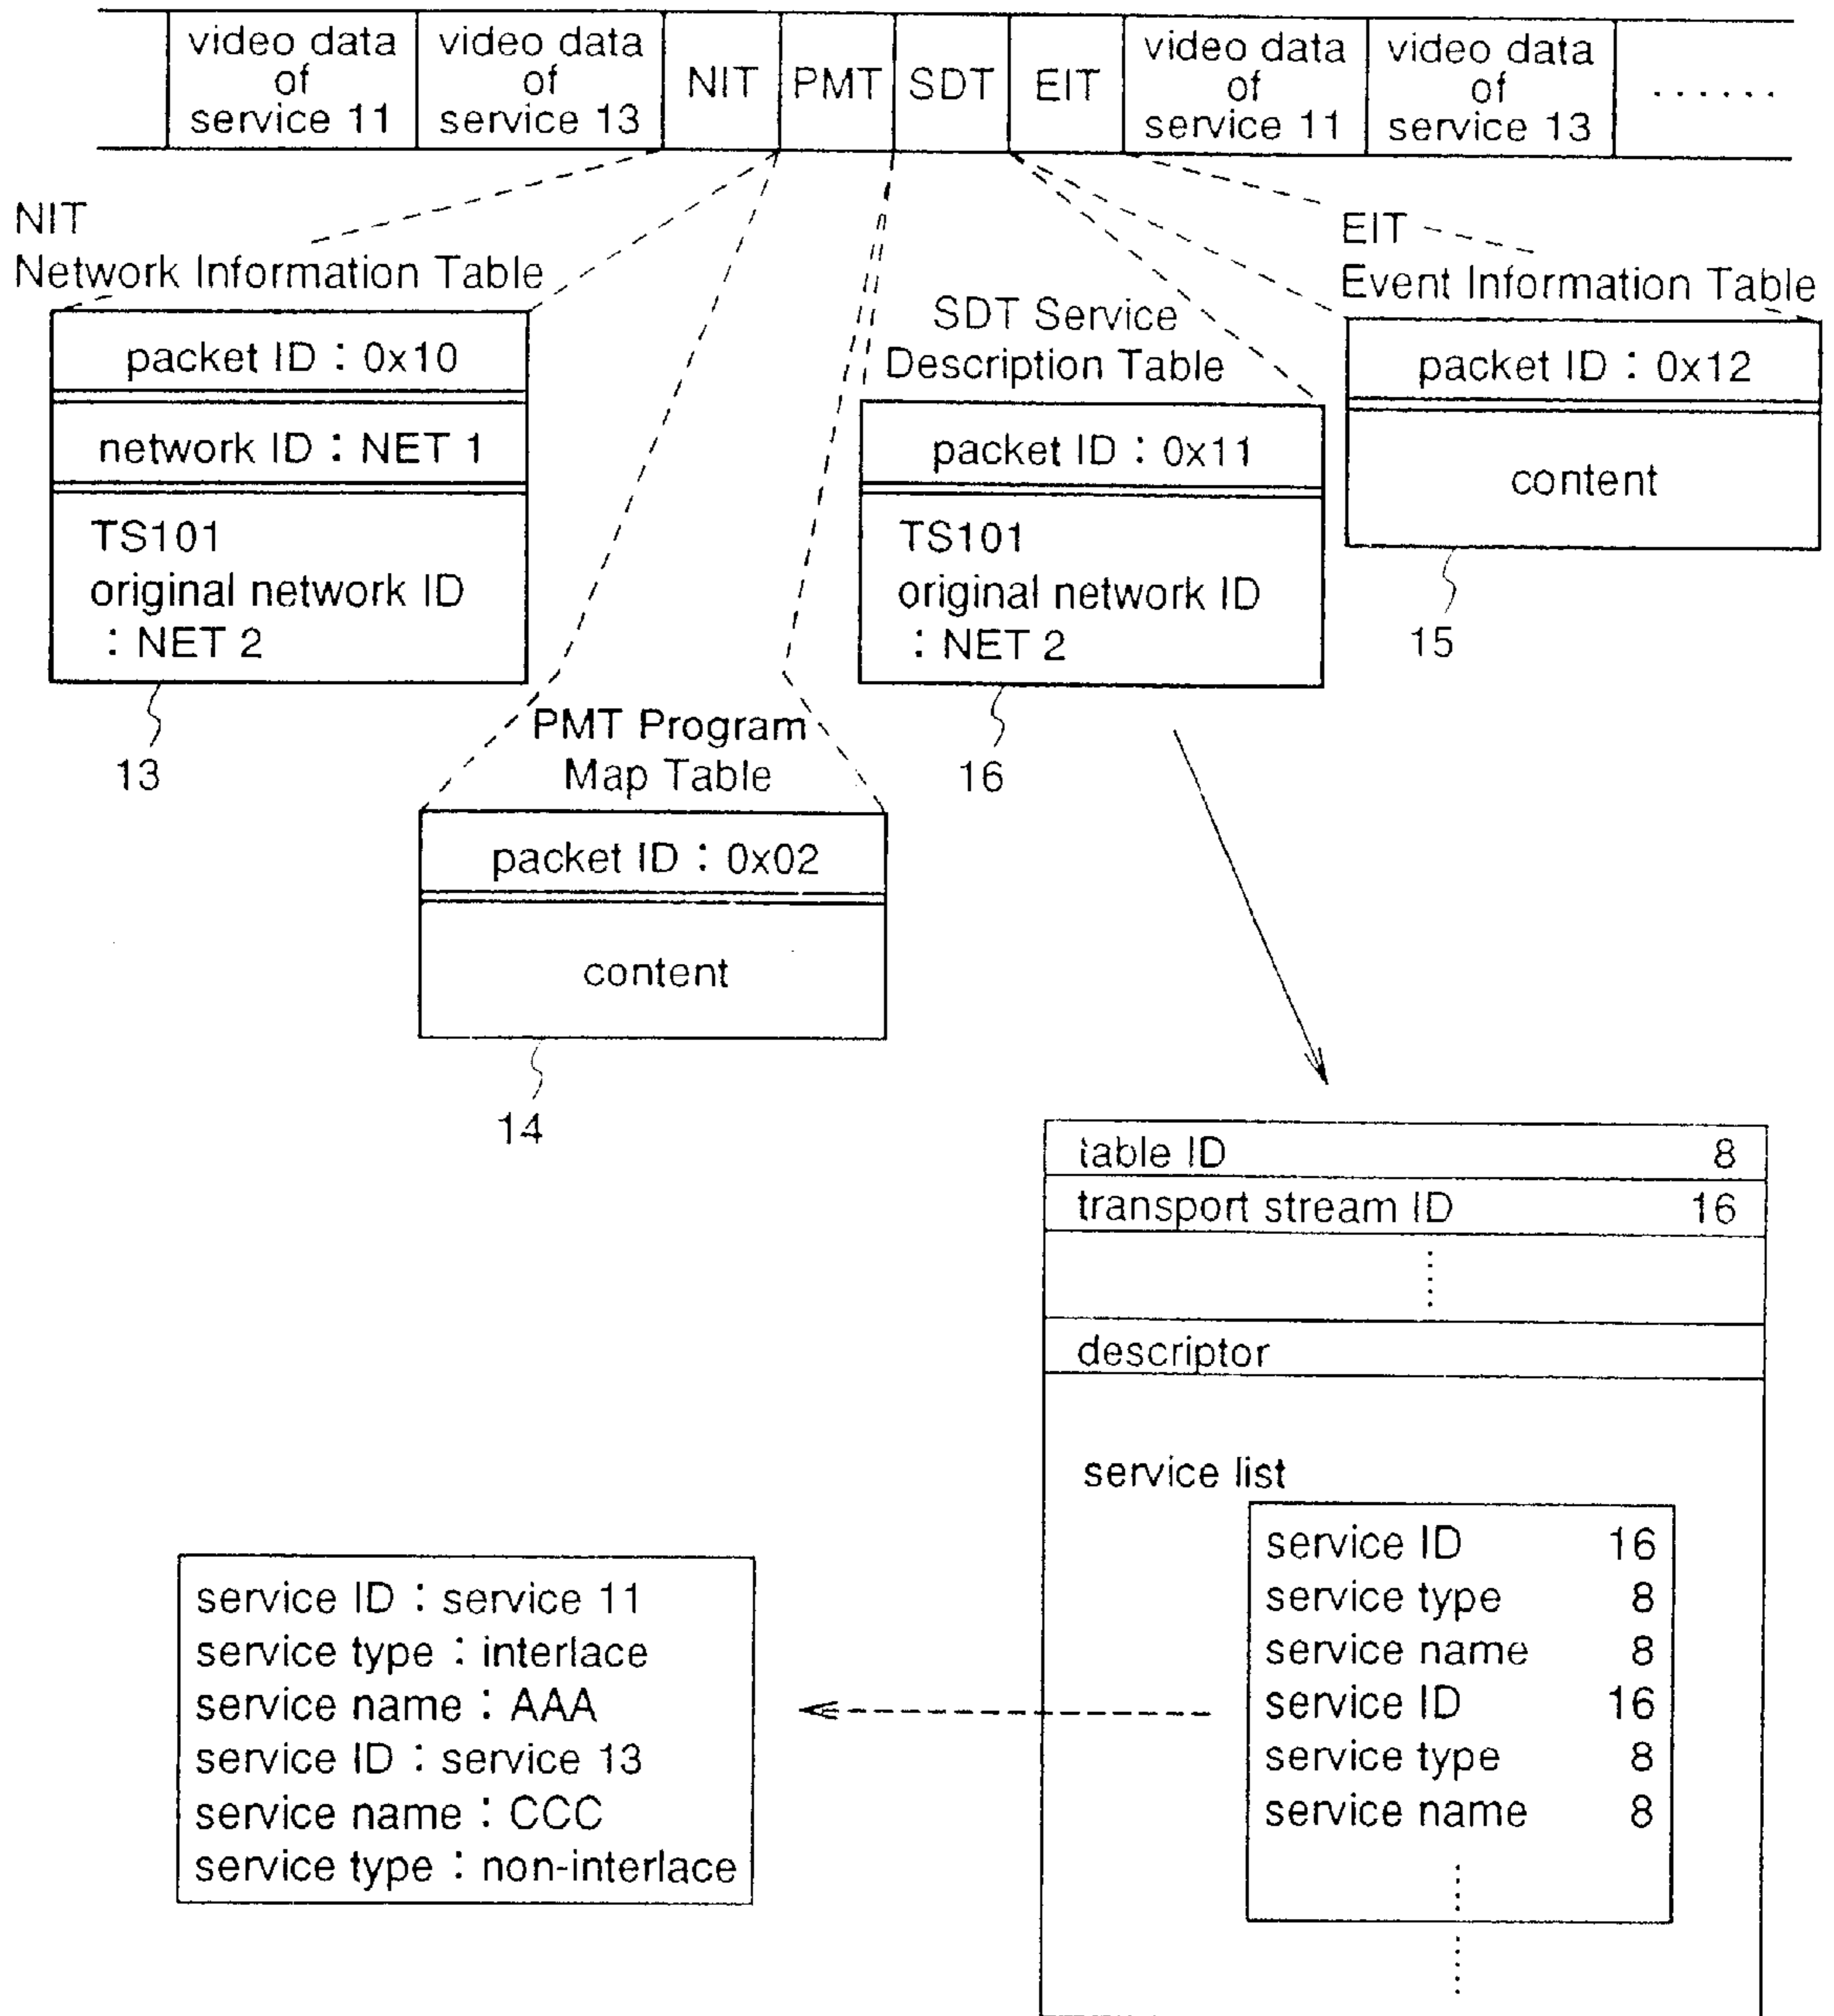 video data
of
service 11
video data
of
service 13
NIT
PMT
SDT
EIT
video data
of
service 11
video data
of
service 13
......
NIT
Network Information Table
packet ID : 0x10
network ID : NET 1
TS101
original network ID
: NET 2
13
PMT Program
Map Table
packet ID : 0x02
content
14
SDT Service
Description Table
packet ID : 0x11
TS101
original network ID
: NET 2
16
EIT
Event Information Table
packet ID : 0x12
content
15
table ID 8
transport stream ID 16
descriptor
service list
service ID 16
service type 8
service name 8
service ID 16
service type 8
service name 8
service ID : service 11
service type : interlace
service name : AAA
service ID : service 13
service name : CCC
service type : non-interlace